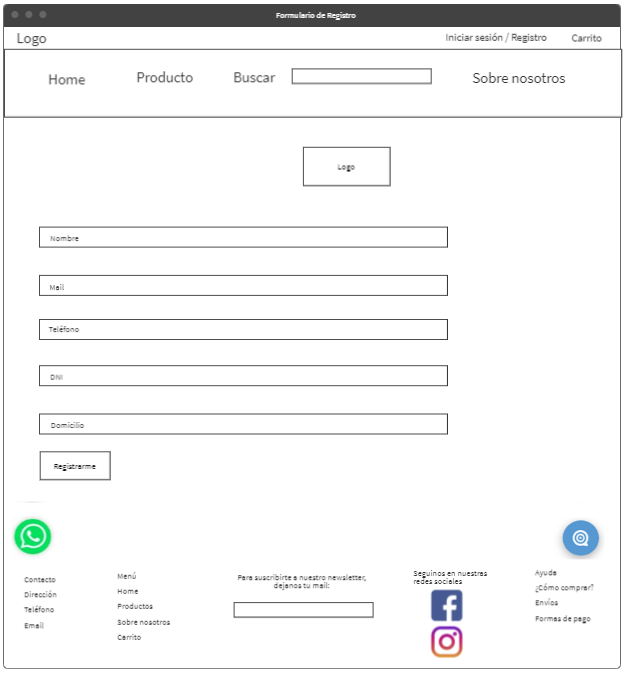 Formulario de Registro
Logo
Iniciar sesión / Registro
Carrito
Home
Producto
Buscar
Sobre nosotros
Logo
Nombre
Mail
Teléfono
DNI
Domicilio
Registrarme
Contacto
Dirección
Teléfono
Email
Menú
Home
Productos
Sobre nosotros
Carrito
Para suscribirte a nuestro newsletter,
dejanos tu mail:
Seguinos en nuestras
redes sociales
Ayuda
¿Cómo comprar?
Envíos
Formas de pago